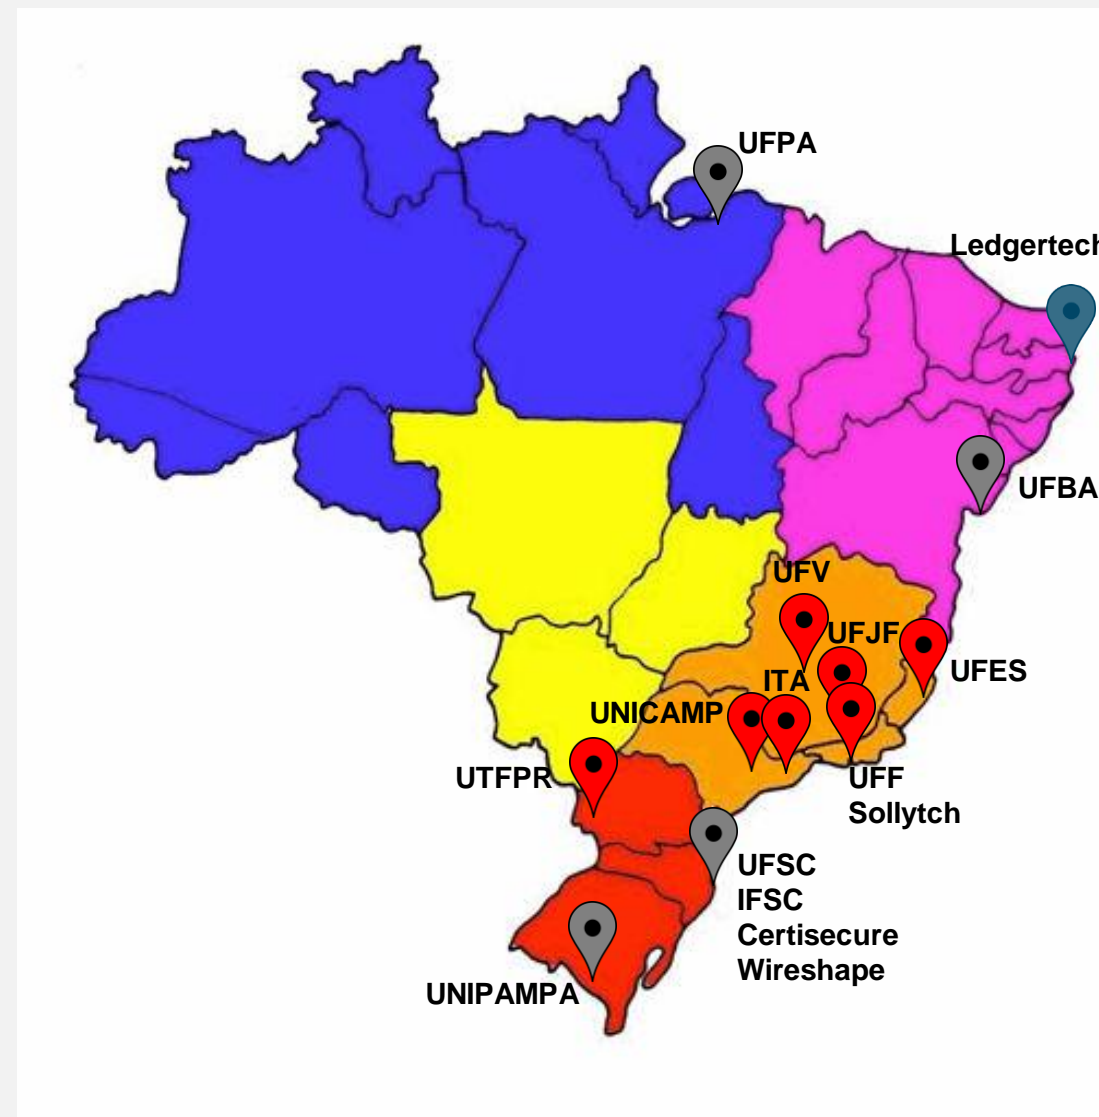 UFPA
Ledgertech
UFBA
UFV
UFJF
UFES
ITA
UNICAMP
UTFPR
UFF
Sollytch
UFSC
IFSC
Certisecure
Wireshape
UNIPAMPA